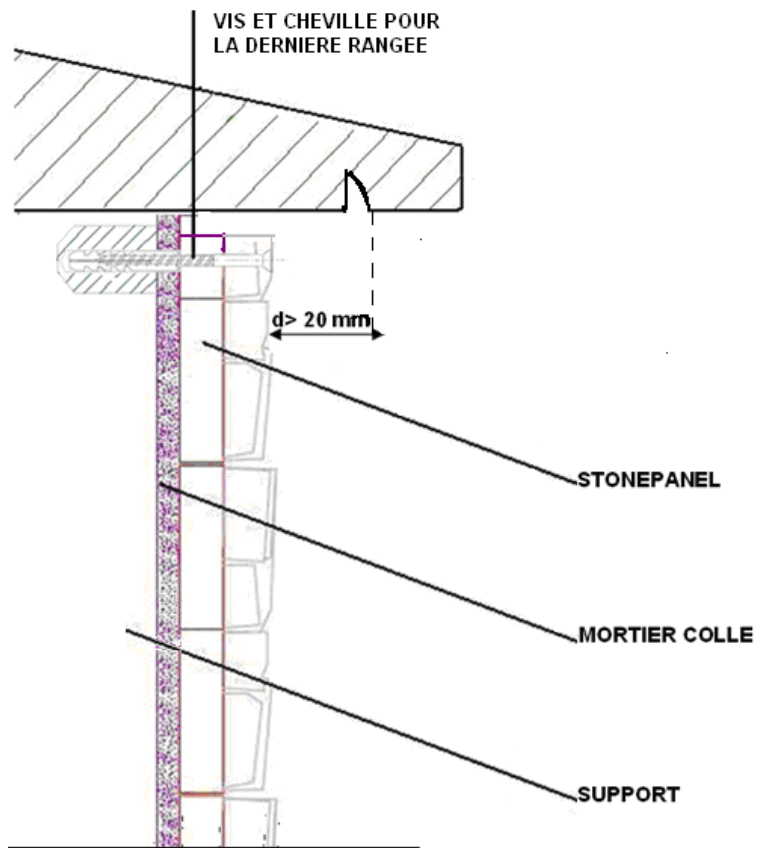 VIS ET CHEVILLE POUR
LA DERNIERE RANGEE
d> 20 mm
STONEPANEL
MORTIER COLLE
SUPPORT